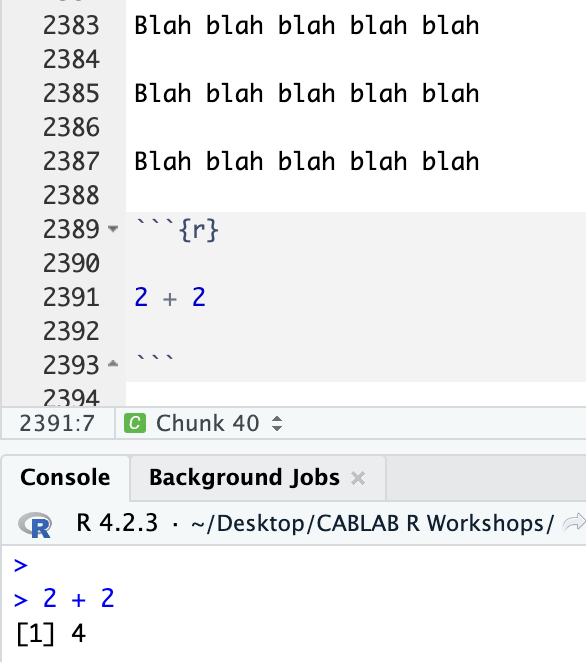 2383 Blah blah blah blah blah
2384
2385 Blah blah blah blah blah
2386
2387 Blah blah blah blah blah
2388
2389 ```{r}
2390
2391 2 + 2
2392
2393 ```
2394
2391:7 C Chunk 40
Console Background Jobs
R R 4.2.3 · ~/Desktop/CABLAB R Workshops/
>
> 2 + 2
[1] 4